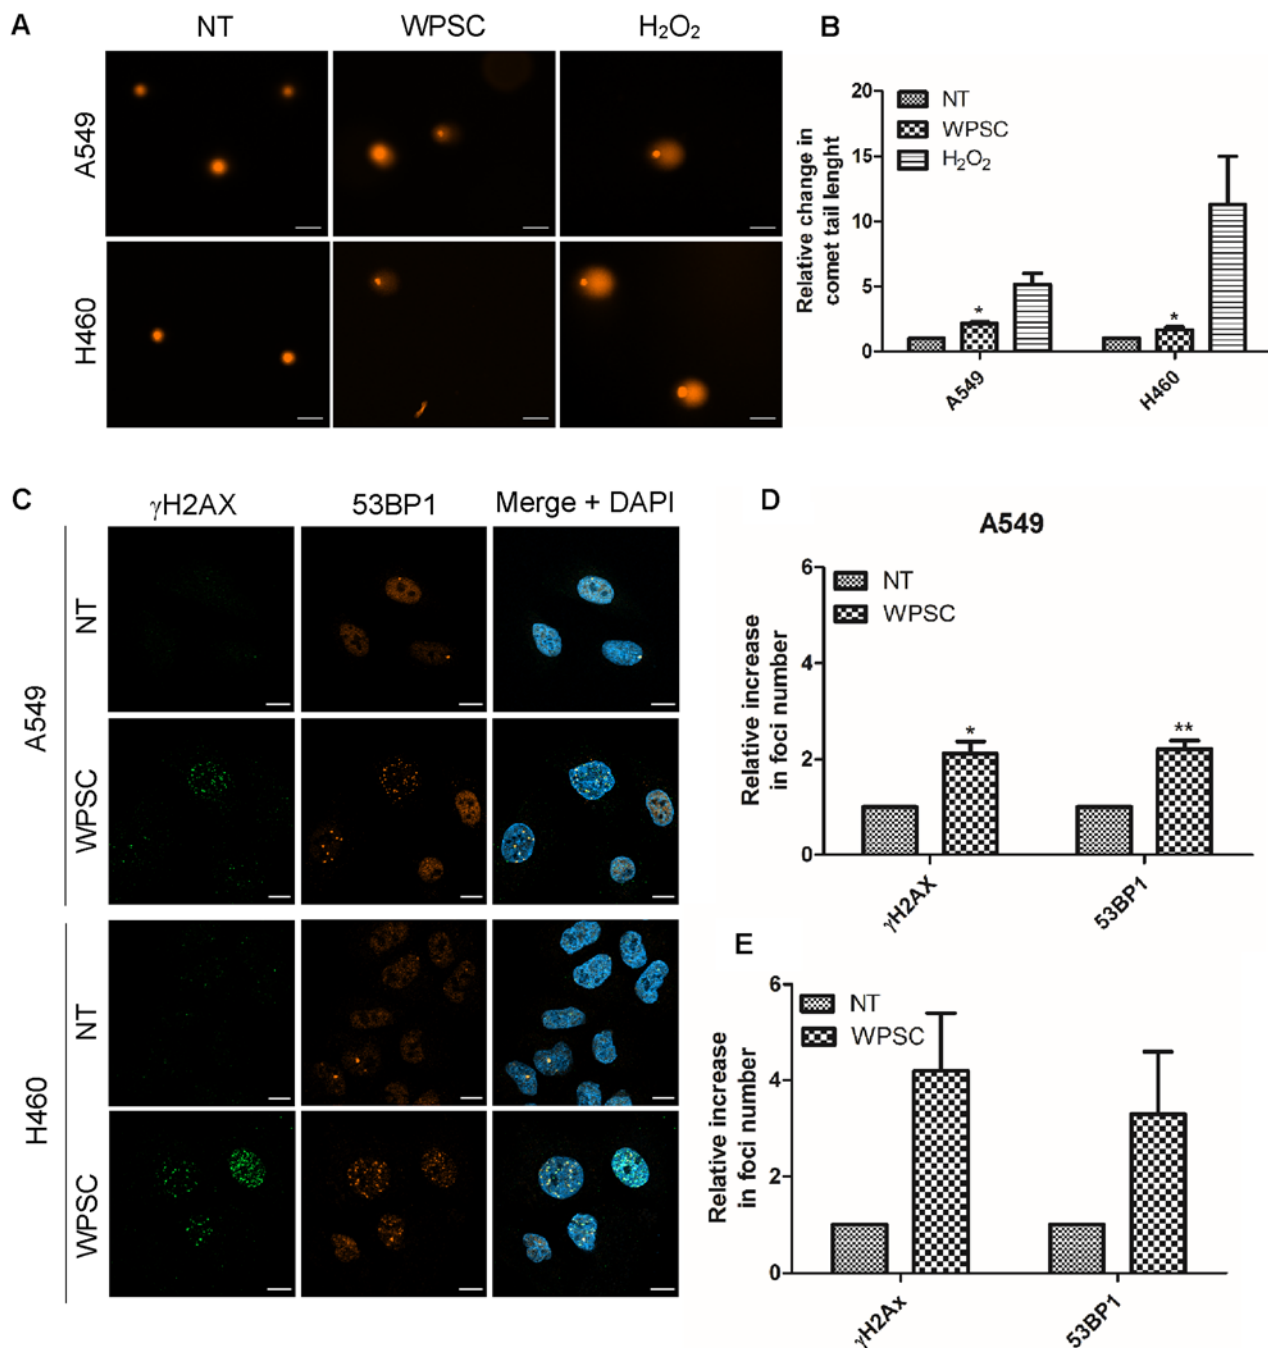 A
NT
WPSC
H₂O₂
A549
H460
B
Relative change in
comet tail lenght
20
15
10
5
0
NT
WPSC
H₂O₂
*
*
A549
H460
C
γH2AX
53BP1
Merge + DAPI
A549
NT
WPSC
H460
NT
WPSC
D
A549
Relative increase
in foci number
6
4
2
0
NT
WPSC
*
**
γH2AX
53BP1
E
Relative increase
in foci number
6
4
2
0
NT
WPSC
γH2Ax
53BP1